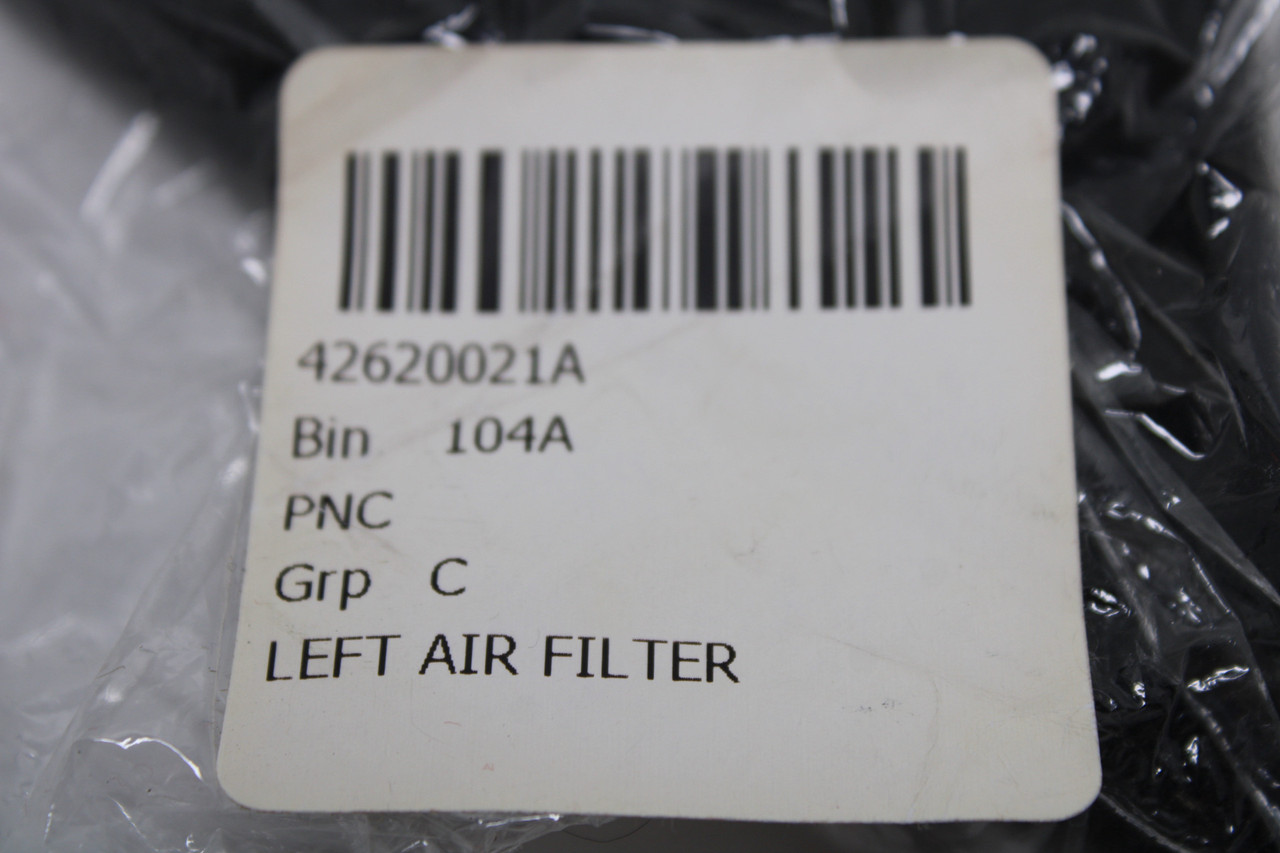 42620021A
Bin 104A
PNC
Grp C
LEFT AIR FILTER